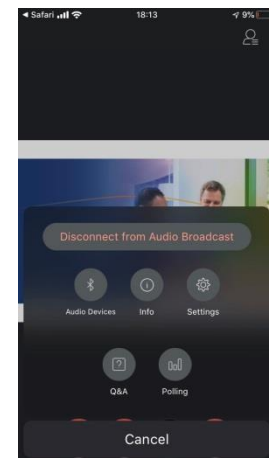 Safari 18:13 9%
Disconnect from Audio Broadcast
Audio Devices Info Settings
Q&A Polling
Cancel